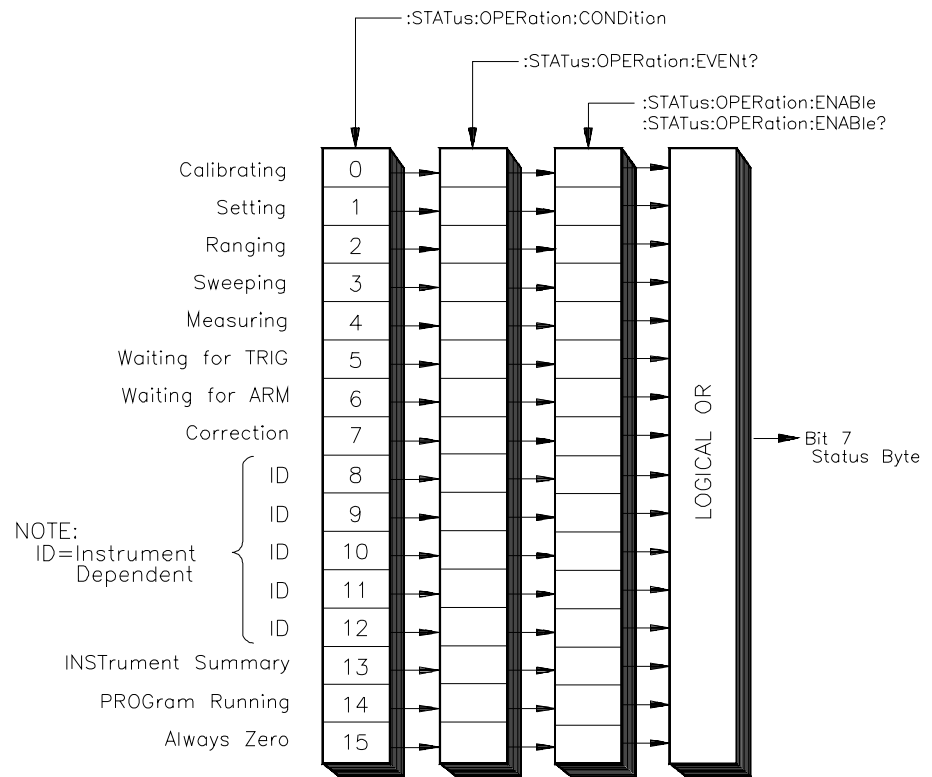 :STATus:OPERation:CONDition
:STATus:OPERation:EVENt?
:STATus:OPERation:ENABle
:STATus:OPERation:ENABle?
Calibrating 0
Setting 1
Ranging 2
Sweeping 3
Measuring 4
Waiting for TRIG 5
Waiting for ARM 6
Correction 7
ID 8
ID 9
ID 10
ID 11
ID 12
NOTE:
ID=Instrument
Dependent
INSTrument Summary 13
PROGram Running 14
Always Zero 15
LOGICAL OR
Bit 7
Status Byte